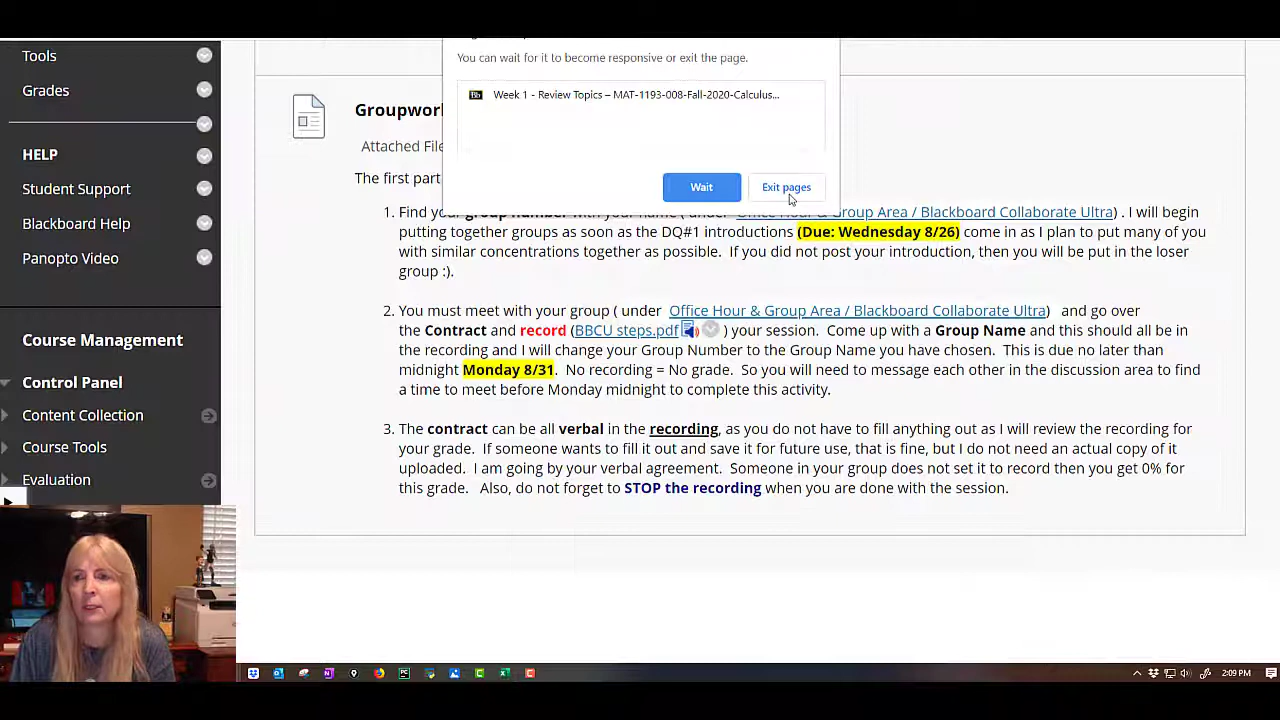 Tools
Grades
HELP
Student Support
Blackboard Help
Panopto Video
Course Management
Control Panel
Content Collection
Course Tools
Evaluation
You can wait for it to become responsive or exit the page.
Week 1 - Review Topics – MAT-1193-008-Fall-2020-Calculus...
Wait
Exit pages
Groupwor
Attached File
The first part
1. Find your group number with your name ( under Office Hour & Group Area / Blackboard Collaborate Ultra) . I will begin
putting together groups as soon as the DQ#1 introductions (Due: Wednesday 8/26) come in as I plan to put many of you
with similar concentrations together as possible. If you did not post your introduction, then you will be put in the loser
group :).
2. You must meet with your group ( under Office Hour & Group Area / Blackboard Collaborate Ultra) and go over
the Contract and record (BBCU steps.pdf ) your session. Come up with a Group Name and this should all be in
the recording and I will change your Group Number to the Group Name you have chosen. This is due no later than
midnight Monday 8/31. No recording = No grade. So you will need to message each other in the discussion area to find
a time to meet before Monday midnight to complete this activity.
3. The contract can be all verbal in the recording, as you do not have to fill anything out as I will review the recording for
your grade. If someone wants to fill it out and save it for future use, that is fine, but I do not need an actual copy of it
uploaded. I am going by your verbal agreement. Someone in your group does not set it to record then you get 0% for
this grade. Also, do not forget to STOP the recording when you are done with the session.
2:09 PM